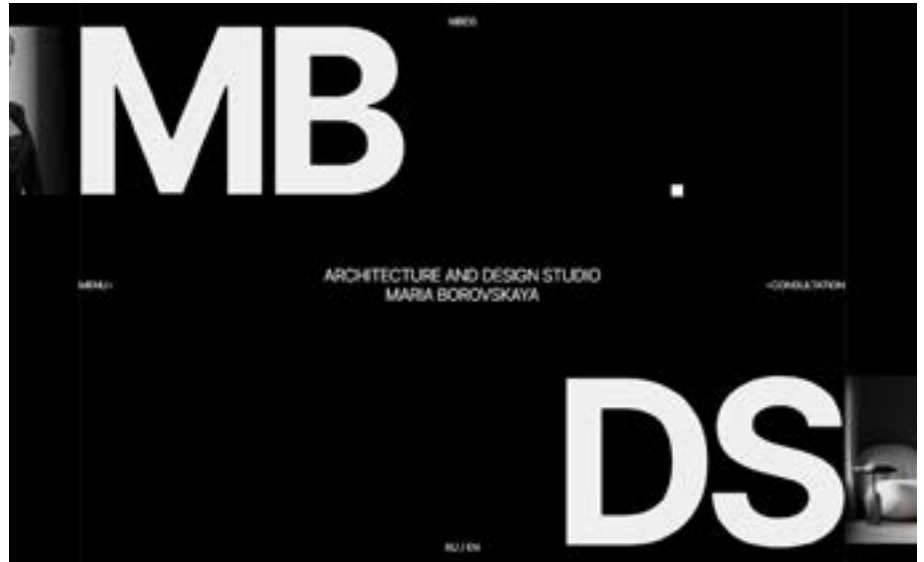 MBDS
MB
ARCHITECTURE AND DESIGN STUDIO
MARIA BOROVSKAYA
MENU+
+CONSULTATION
DS
RU / EN